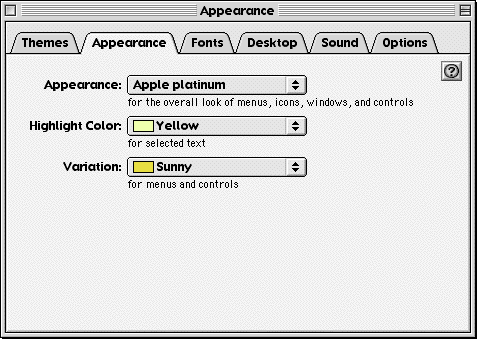 Appearance
Themes Appearance Fonts Desktop Sound Options
?
Appearance: Apple platinum
for the overall look of menus, icons, windows, and controls
Highlight Color: Yellow
for selected text
Variation: Sunny
for menus and controls